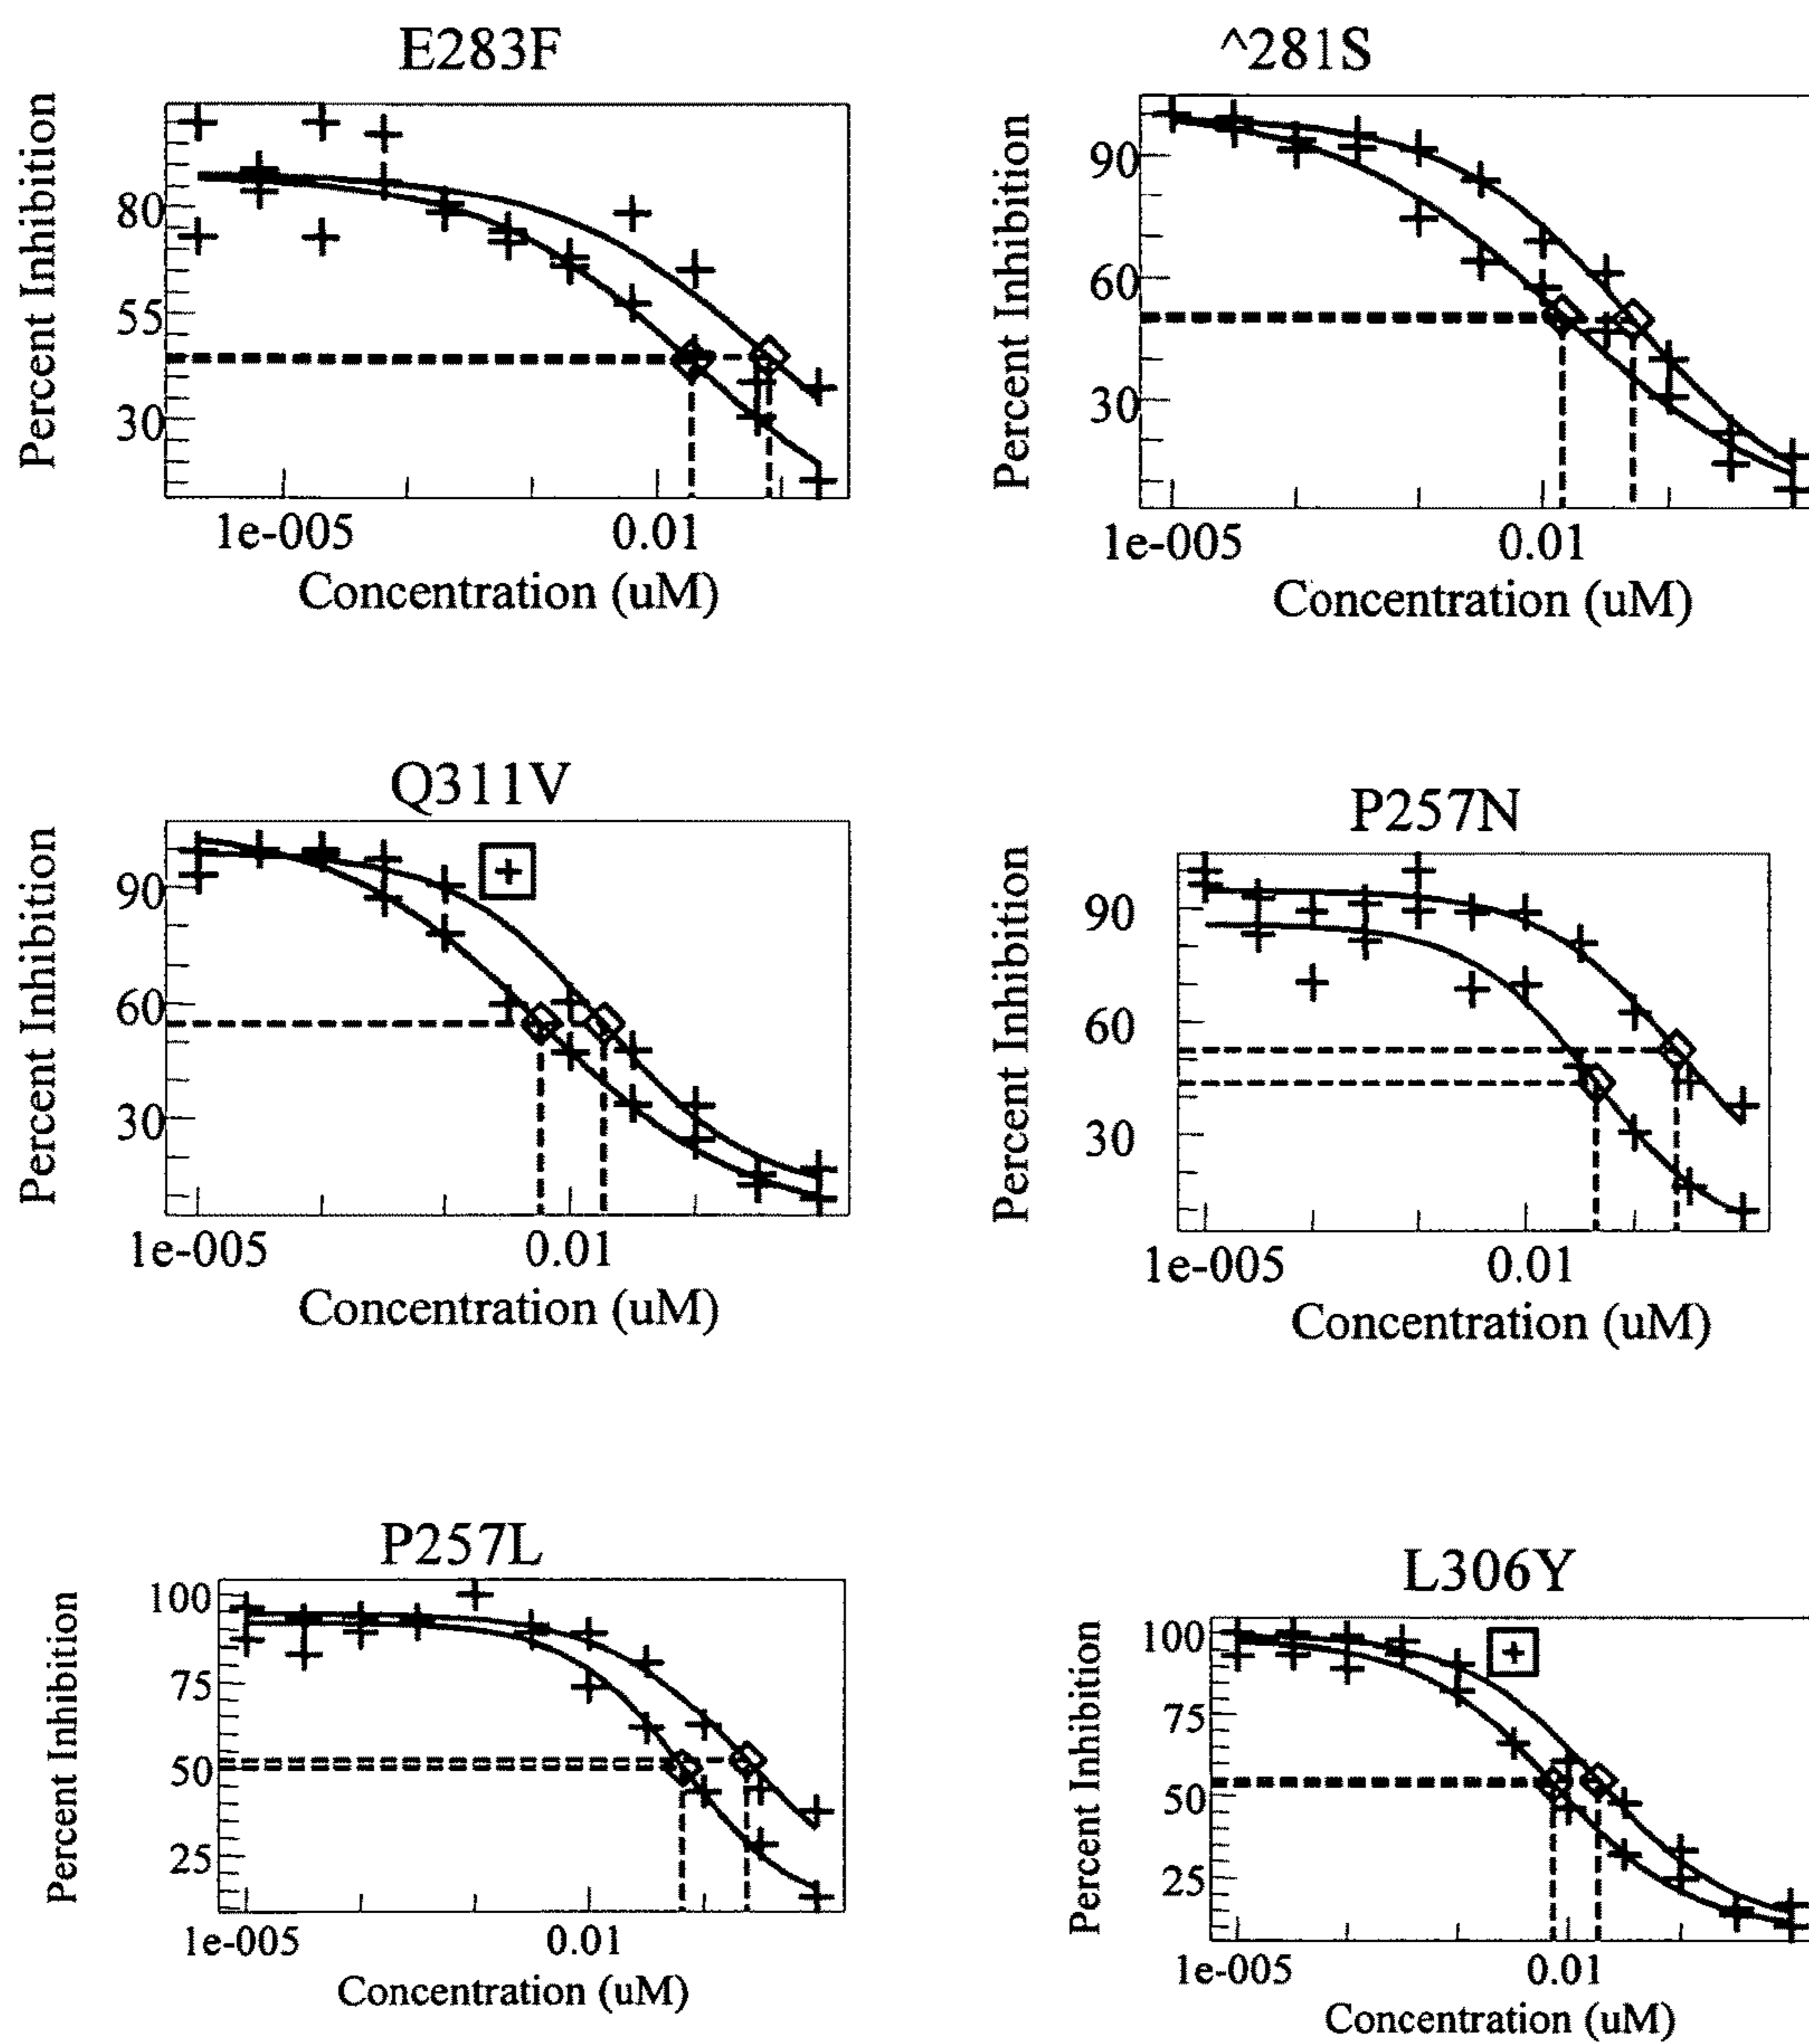 E283F
Percent Inhibition
80
55
30
1e-005
0.01
Concentration (uM)
^281S
Percent Inhibition
90
60
30
1e-005
0.01
Concentration (uM)
Q311V
Percent Inhibition
90
60
30
1e-005
0.01
Concentration (uM)
P257N
Percent Inhibition
90
60
30
1e-005
0.01
Concentration (uM)
P257L
Percent Inhibition
100
75
50
25
1e-005
0.01
Concentration (uM)
L306Y
Percent Inhibition
100
75
50
25
1e-005
0.01
Concentration (uM)